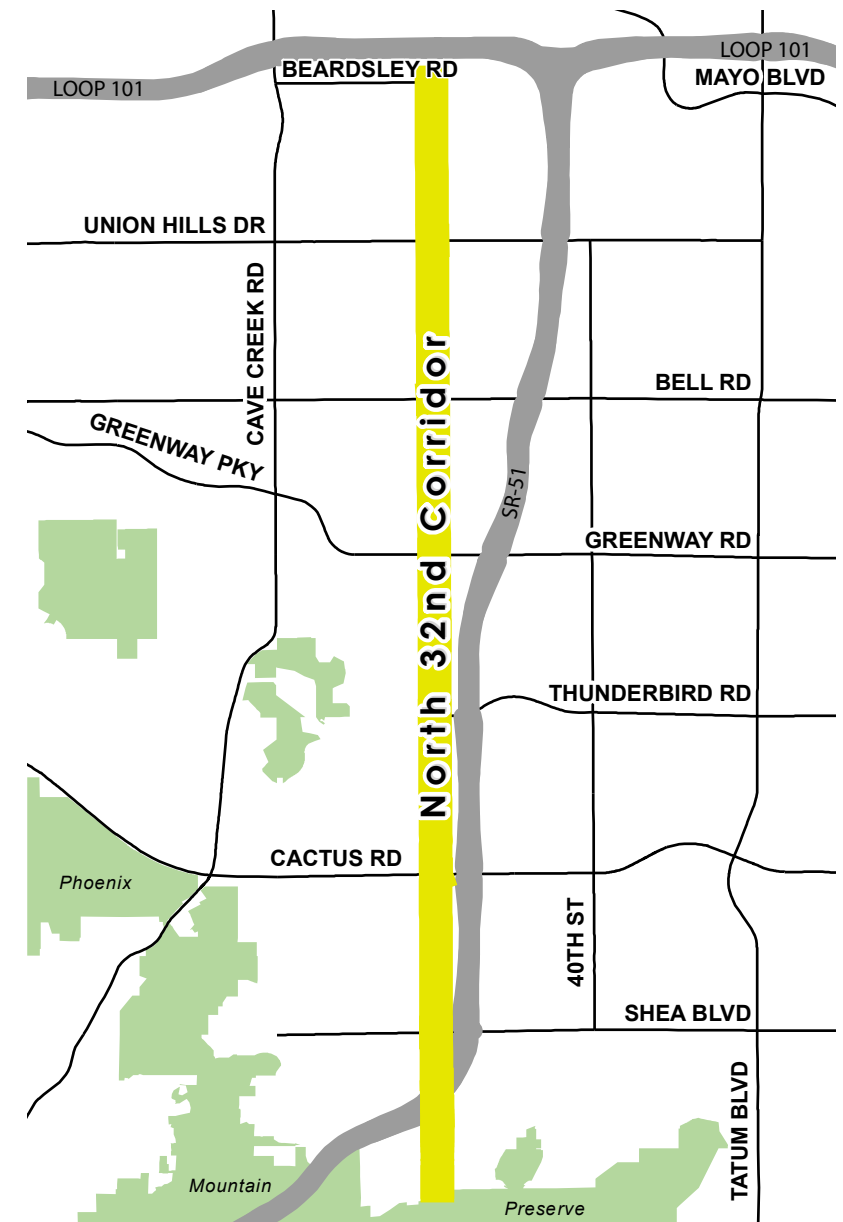 LOOP 101
BEARDSLEY RD
LOOP 101
MAYO BLVD
UNION HILLS DR
CAVE CREEK RD
BELL RD
GREENWAY PKY
North 32nd Corridor
SR-51
GREENWAY RD
THUNDERBIRD RD
CACTUS RD
Phoenix
40TH ST
SHEA BLVD
TATUM BLVD
Mountain
Preserve